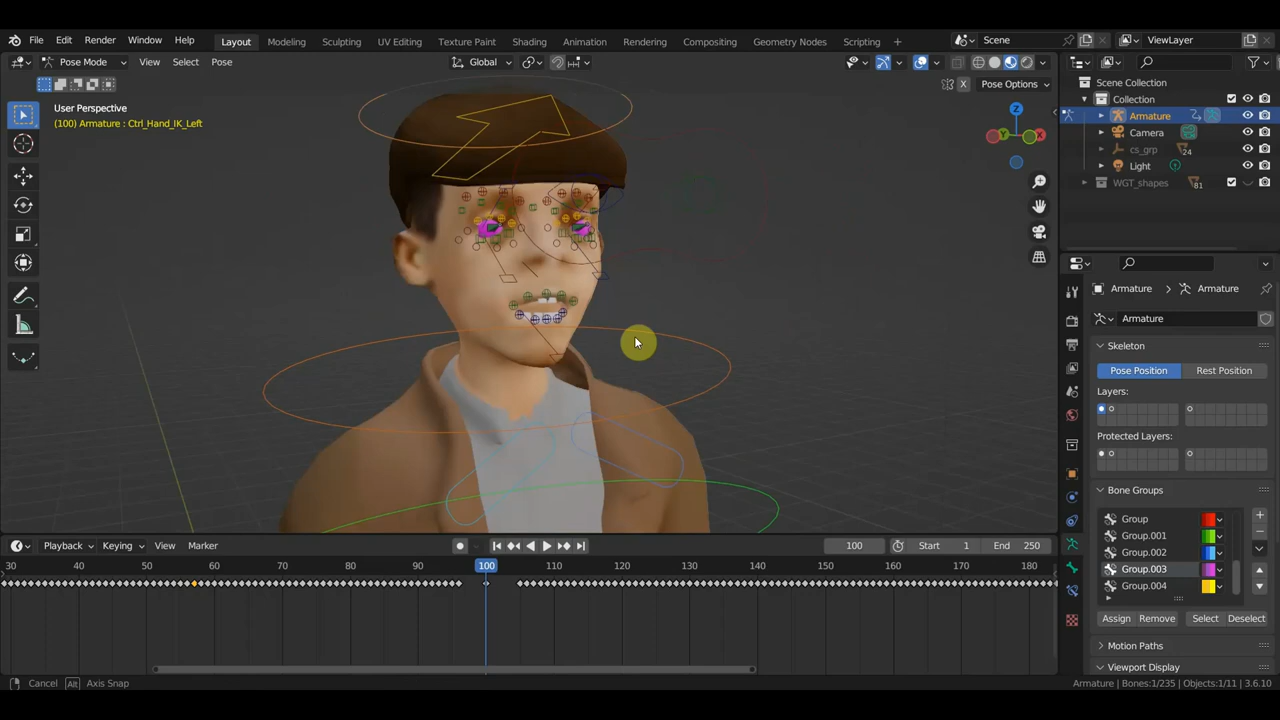 File Edit Render Window Help Layout Modeling Sculpting UV Editing Texture Paint Shading Animation Rendering Compositing Geometry Nodes Scripting + Scene ViewLayer
Pose Mode View Select Pose Global
X Pose Options
Scene Collection
Collection
Armature
Camera
cs_grp 24
Light
WGT_shapes 81
User Perspective
(100) Armature : Ctrl_Hand_IK_Left
Z
Y
X
Armature Armature
Armature
Skeleton
Pose Position Rest Position
Layers:
Protected Layers:
Bone Groups
Group
Group.001
Group.002
Group.003
Group.004
Assign Remove Select Deselect
Motion Paths
Viewport Display
Playback Keying View Marker 100 Start 1 End 250
30 40 50 60 70 80 90 100 110 120 130 140 150 160 170 180
Cancel Alt Axis Snap Armature | Bones:1/235 | Objects:1/11 | 3.6.10